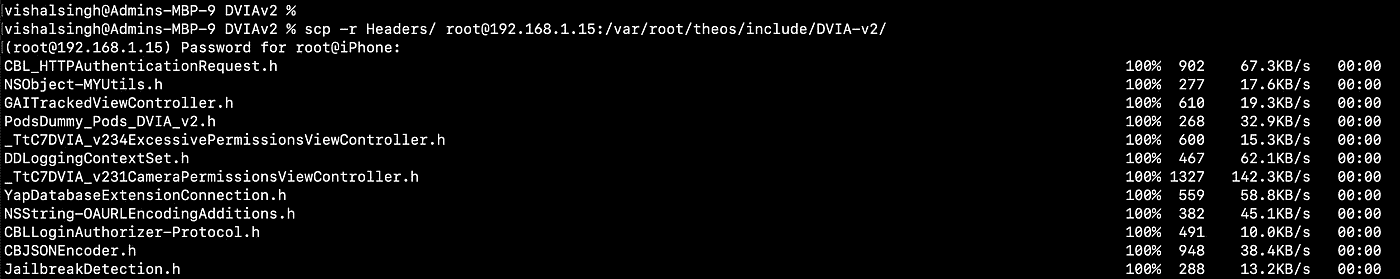 vishalsingh@Admins-MBP-9 DVIAv2 %
vishalsingh@Admins-MBP-9 DVIAv2 % scp -r Headers/ root@192.168.1.15:/var/root/theos/include/DVIA-v2/
(root@192.168.1.15) Password for root@iPhone:
CBL_HTTPAuthenticationRequest.h 100% 902 67.3KB/s 00:00
NSObject-MYUtils.h 100% 277 17.6KB/s 00:00
GAITrackedViewController.h 100% 610 19.3KB/s 00:00
PodsDummy_Pods_DVIA_v2.h 100% 268 32.9KB/s 00:00
_TtC7DVIA_v234ExcessivePermissionsViewController.h 100% 600 15.3KB/s 00:00
DDLoggingContextSet.h 100% 467 62.1KB/s 00:00
_TtC7DVIA_v231CameraPermissionsViewController.h 100% 1327 142.3KB/s 00:00
YapDatabaseExtensionConnection.h 100% 559 58.8KB/s 00:00
NSString-OAURLEncodingAdditions.h 100% 382 45.1KB/s 00:00
CBLLoginAuthorizer-Protocol.h 100% 491 10.0KB/s 00:00
CBJSONEncoder.h 100% 948 38.4KB/s 00:00
JailbreakDetection.h 100% 288 13.2KB/s 00:00